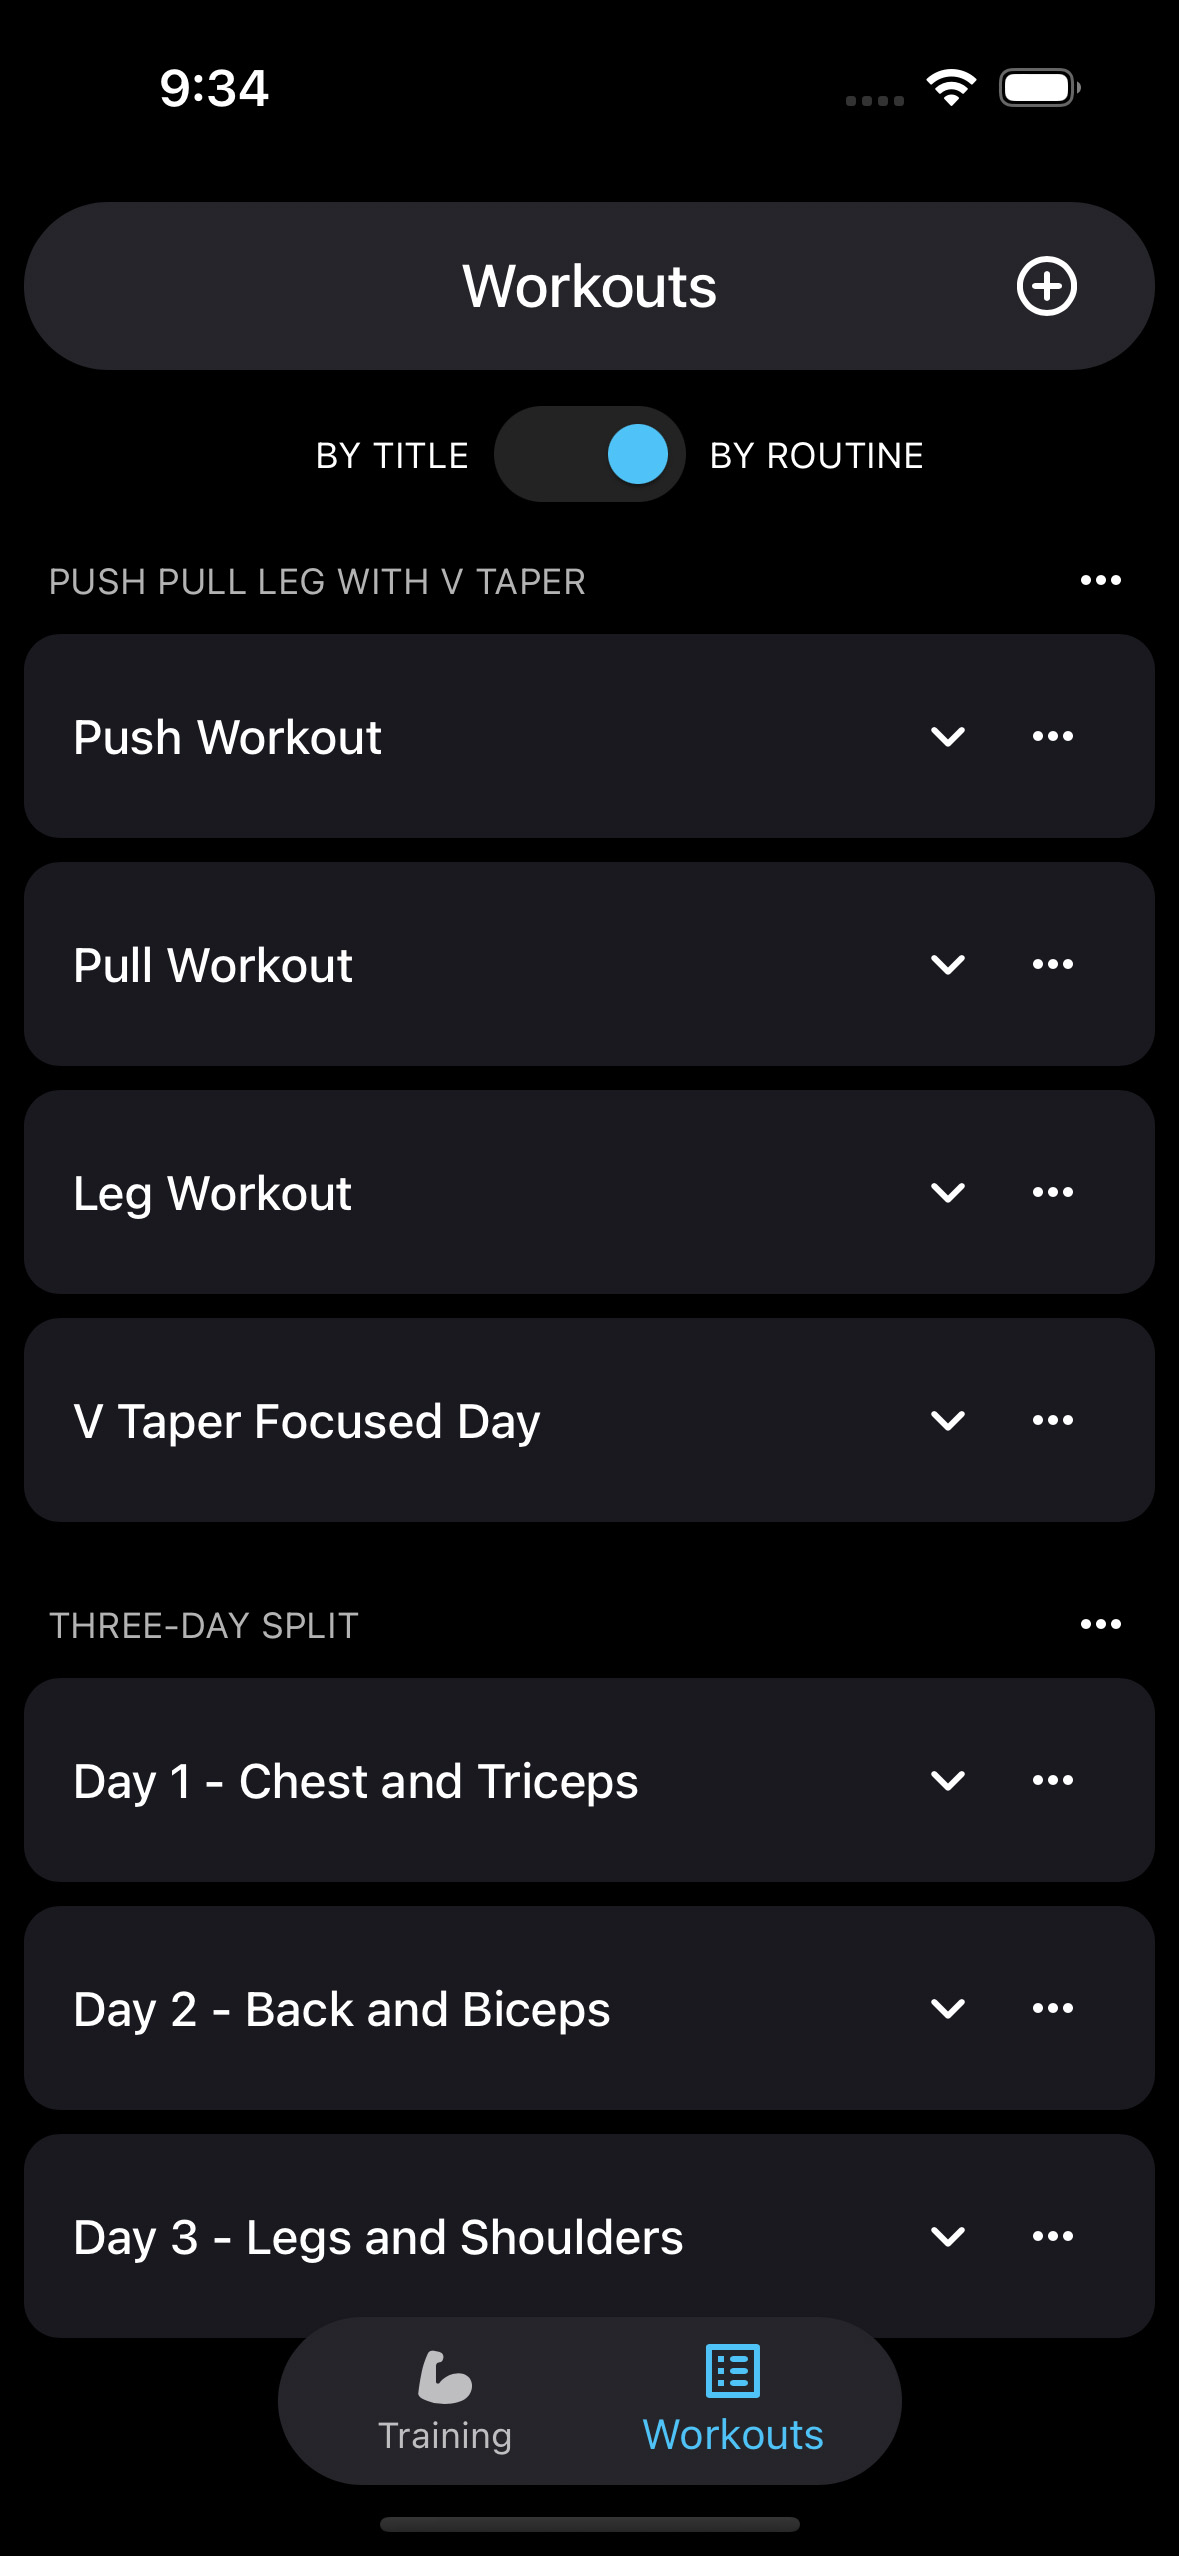 9:34
Workouts
BY TITLE BY ROUTINE
PUSH PULL LEG WITH V TAPER
Push Workout
Pull Workout
Leg Workout
V Taper Focused Day
THREE-DAY SPLIT
Day 1 - Chest and Triceps
Day 2 - Back and Biceps
Day 3 - Legs and Shoulders
Training Workouts